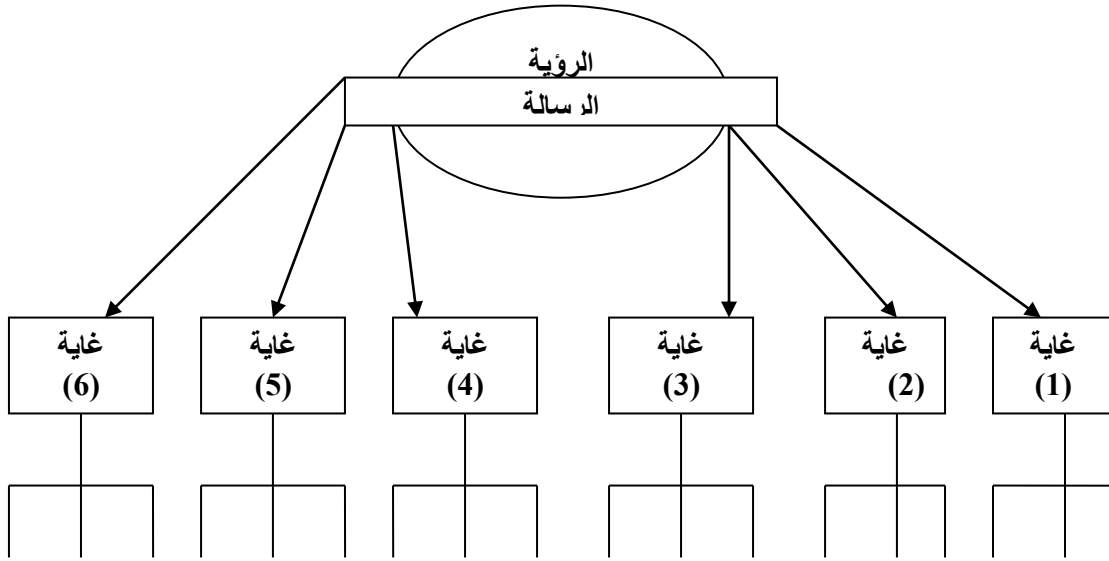 الرؤية
الرسالة
غاية
(1)
غاية
(2)
غاية
(3)
غاية
(4)
غاية
(5)
غاية
(6)